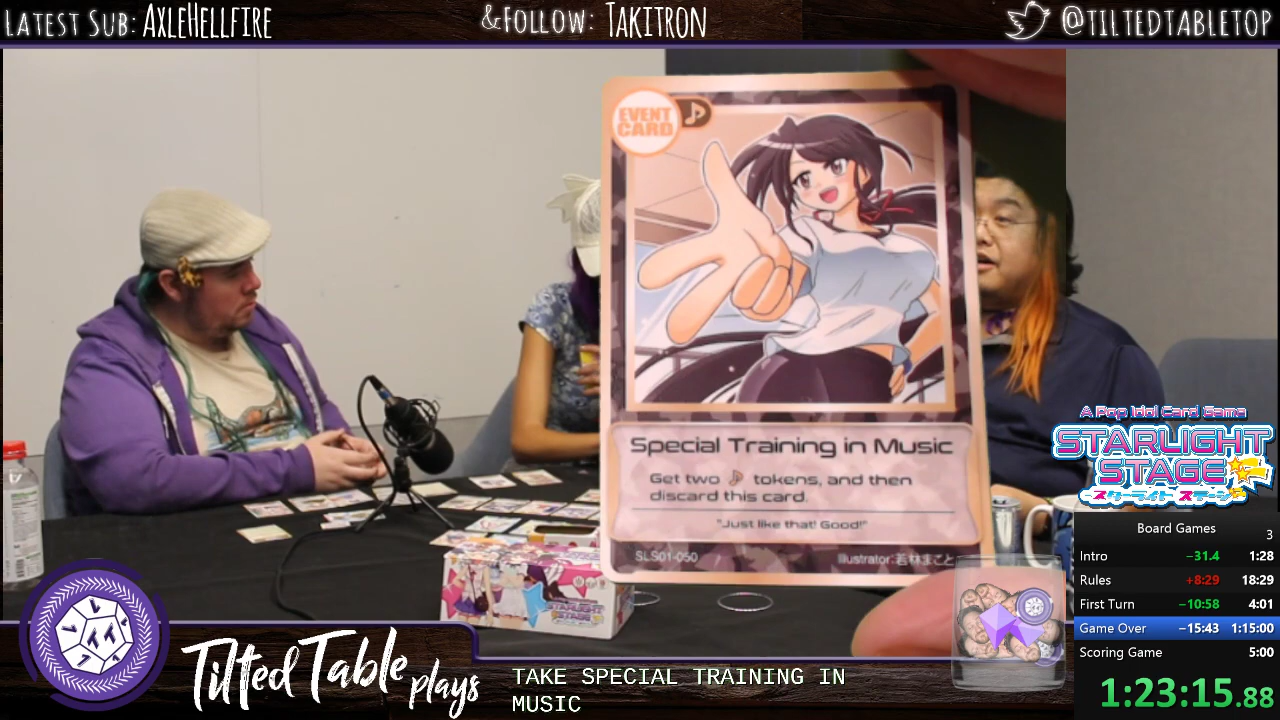 LATEST SUB: AXLEHELLFIRE
&FOLLOW: TAKITRON
@TILTEDTABLETOP
EVENT
CARD
Special Training in Music
Get two ♪ tokens, and then
discard this card.
"Just like that! Good!"
SLS01-050
Illustrator:若林まこと
A Pop Idol Card Game
STARLIGHT
STAGE
スターライト ステージ
Board Games
3
Intro −31.4 1:28
Rules +8:29 18:29
First Turn −10:58 4:01
Game Over −15:43 1:15:00
Scoring Game 5:00
1:23:15.88
STARLIGHT
STAGE
Tilted Table plays
TAKE SPECIAL TRAINING IN
MUSIC